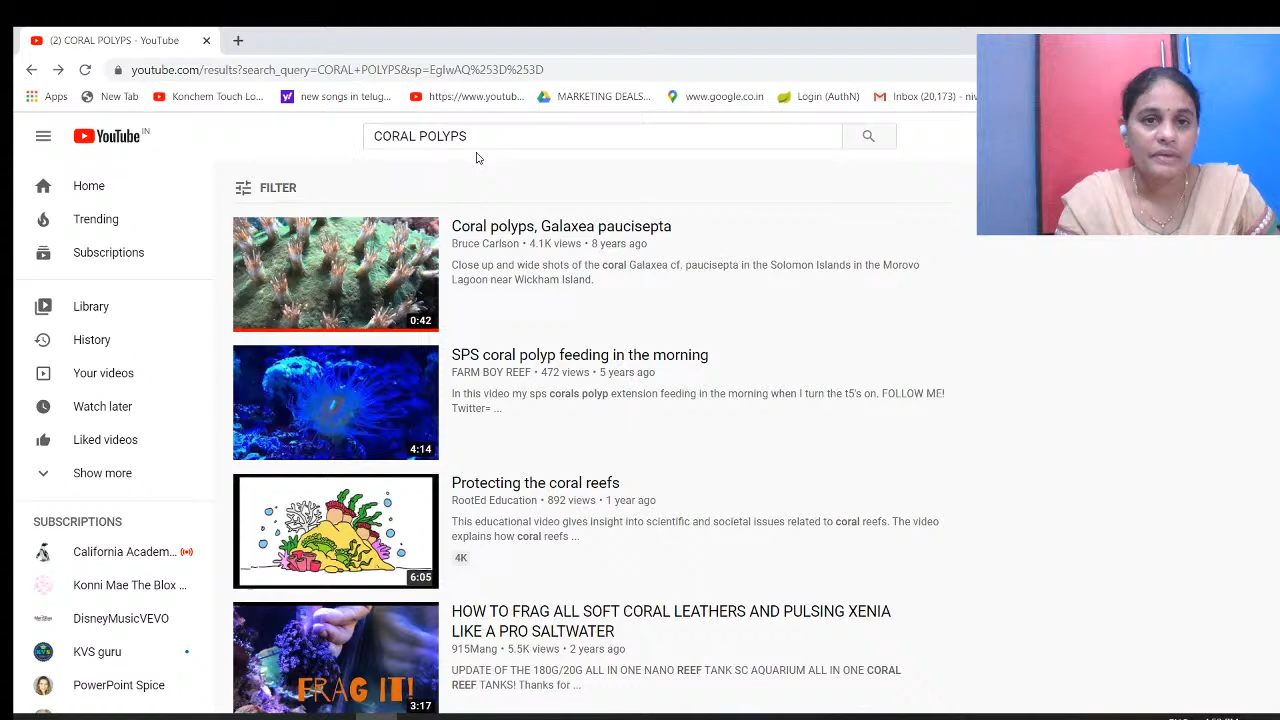 (2) CORAL POLYPS - YouTube
youtube.com/results?search_query=CORAL+POLYPS&sp=EgIwAQ%253D%253D
Apps New Tab Konchem Touch Lo... new songs in telug... https://www.youtub... MARKETING DEALS... www.google.co.in Login (AuthN) Inbox (20,173) - niv
YouTube IN
CORAL POLYPS
Home
Trending
Subscriptions
Library
History
Your videos
Watch later
Liked videos
Show more
SUBSCRIPTIONS
California Academ...
Konni Mae The Blox ...
DisneyMusicVEVO
KVS guru
PowerPoint Spice
FILTER
Coral polyps, Galaxea paucisepta
Bruce Carlson • 4.1K views • 8 years ago
Close up and wide shots of the coral Galaxea cf. paucisepta in the Solomon Islands in the Morovo
Lagoon near Wickham Island.
0:42
SPS coral polyp feeding in the morning
FARM BOY REEF • 472 views • 5 years ago
In this video my sps corals polyp extension feeding in the morning when I turn the t5's on. FOLLOW ME!
Twitter= ...
4:14
Protecting the coral reefs
RootEd Education • 892 views • 1 year ago
This educational video gives insight into scientific and societal issues related to coral reefs. The video
explains how coral reefs ...
4K
6:05
HOW TO FRAG ALL SOFT CORAL LEATHERS AND PULSING XENIA
LIKE A PRO SALTWATER
915Mang • 5.5K views • 2 years ago
UPDATE OF THE 180G/20G ALL IN ONE NANO REEF TANK SC AQUARIUM ALL IN ONE CORAL
REEF TANKS! Thanks for ...
FRAG IT!
3:17